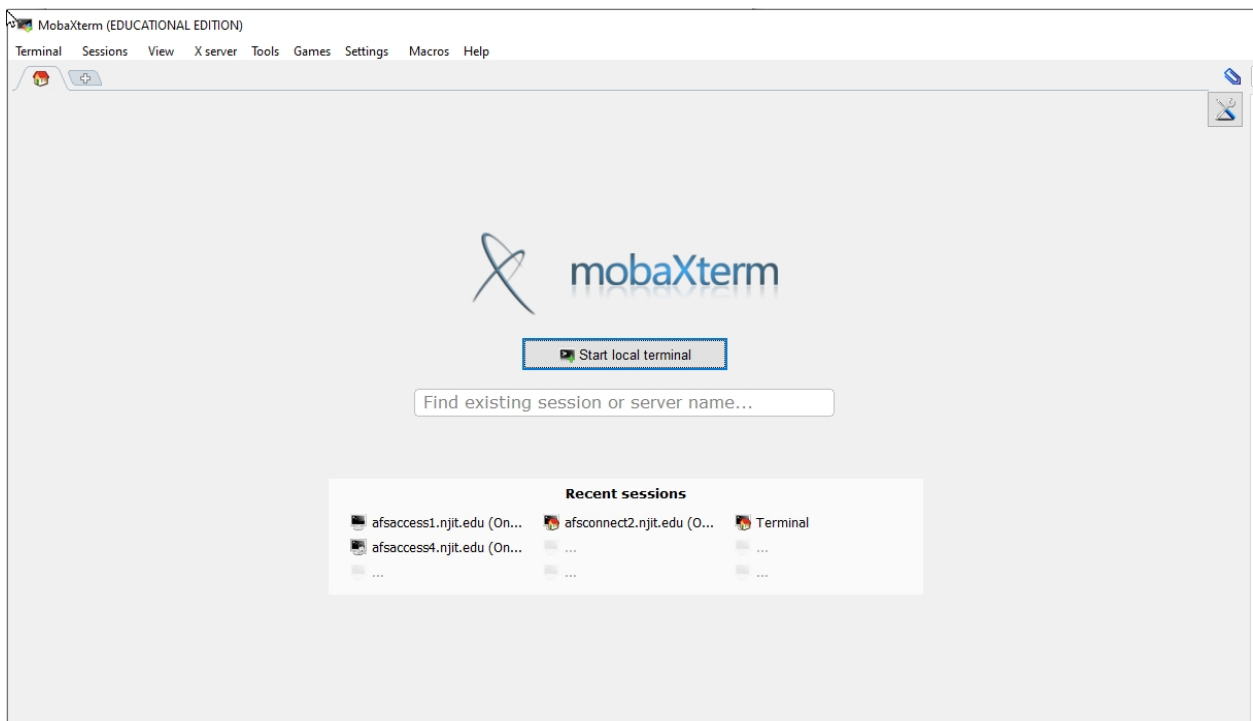 MobaXterm (EDUCATIONAL EDITION)
Terminal Sessions View X server Tools Games Settings Macros Help
mobaXterm
Start local terminal
Find existing session or server name...
Recent sessions
afsaccess1.njit.edu (On... afsconnect2.njit.edu (O... Terminal
afsaccess4.njit.edu (On... ... ...
... ... ...